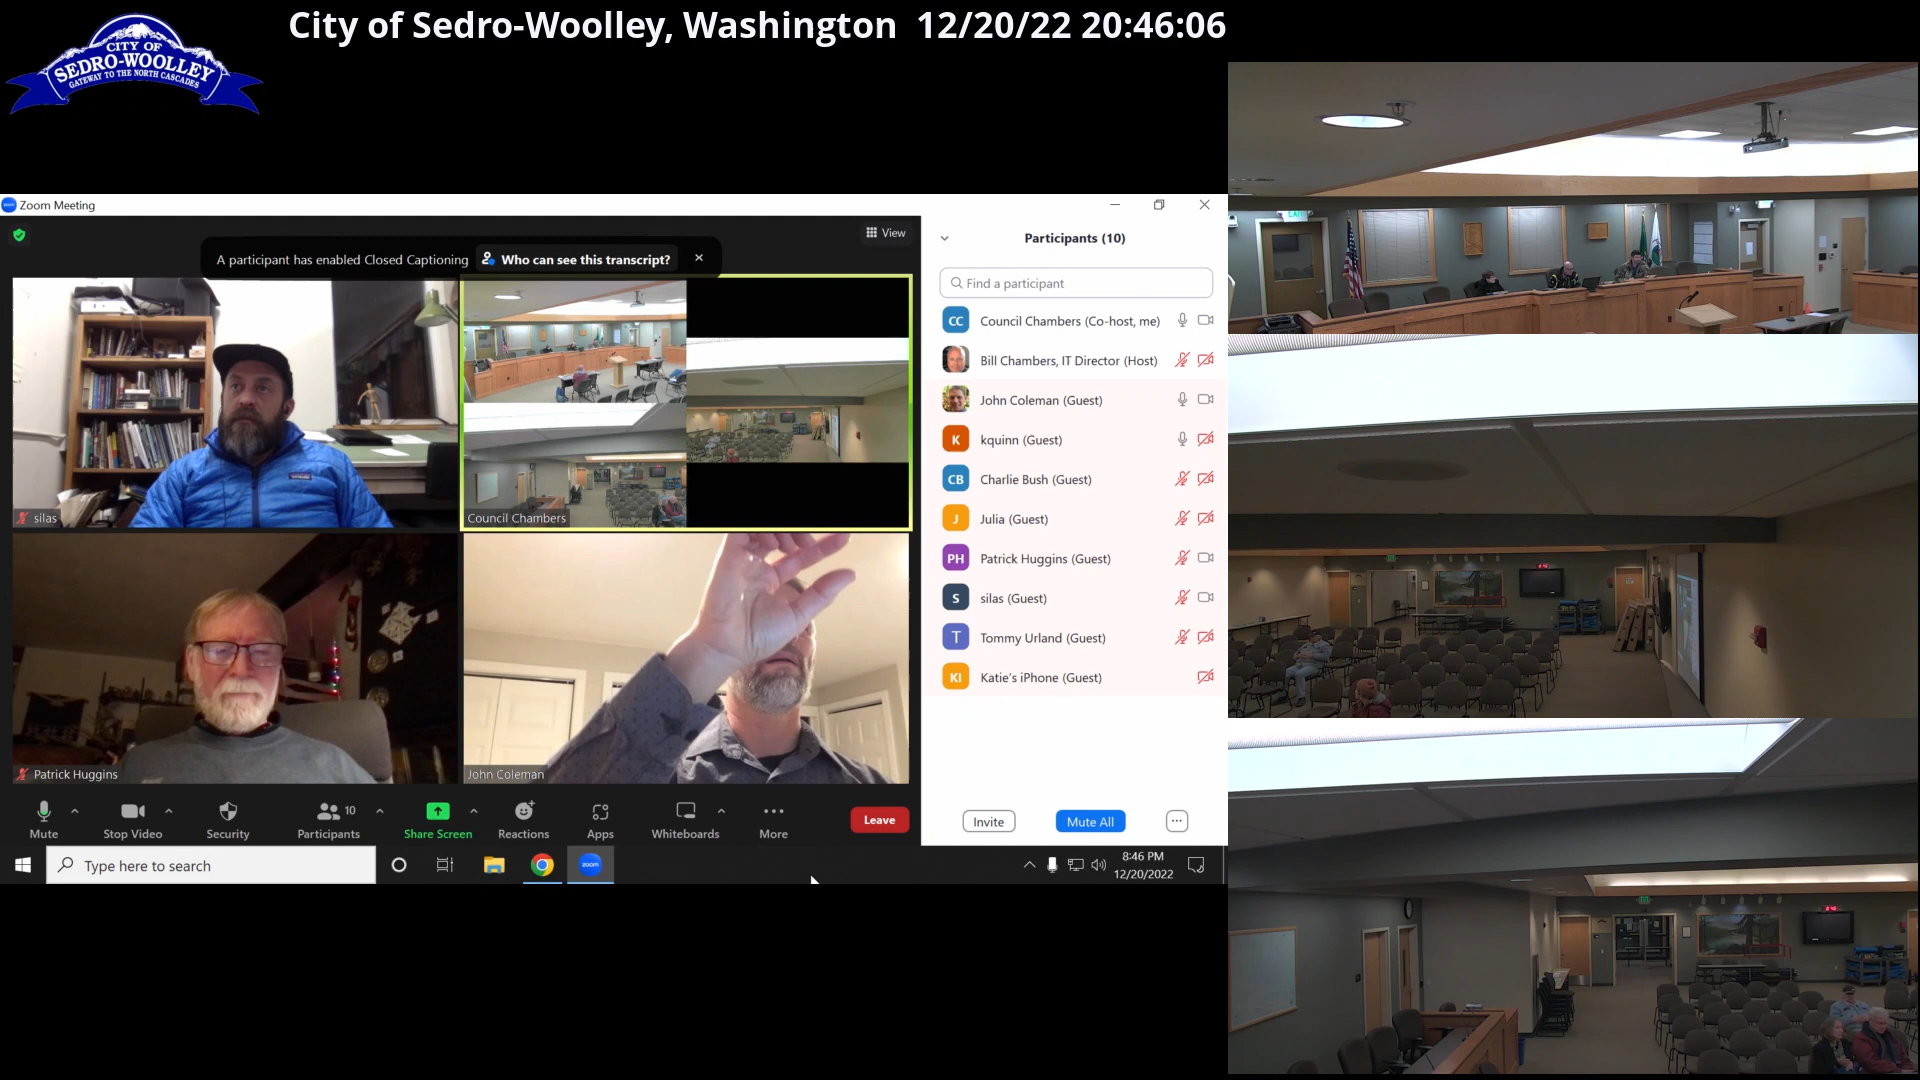 City of Sedro-Woolley, Washington 12/20/22 20:46:06
CITY OF
SEDRO-WOOLLEY
GATEWAY TO THE NORTH CASCADES
Zoom Meeting
View
A participant has enabled Closed Captioning
Who can see this transcript?
silas
Council Chambers
Patrick Huggins
John Coleman
Participants (10)
Find a participant
CC Council Chambers (Co-host, me)
Bill Chambers, IT Director (Host)
John Coleman (Guest)
K kquinn (Guest)
CB Charlie Bush (Guest)
J Julia (Guest)
PH Patrick Huggins (Guest)
S silas (Guest)
T Tommy Urland (Guest)
KI Katie's iPhone (Guest)
Invite
Mute All
Mute
Stop Video
Security
Participants
10
Share Screen
Reactions
Apps
Whiteboards
More
Leave
Type here to search
zoom
8:46 PM
12/20/2022